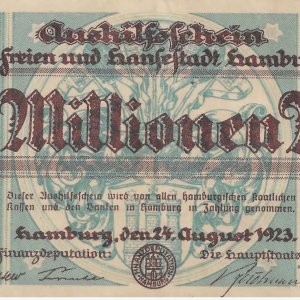 Aushilfsschein
Freien und Hansestadt Hambur
Millionen
Dieser Aushilfsschein wird von allen hamburgischen staatlichen
Kassen und den Banken in Hamburg in Zahlung genommen.
Hamburg, den 24. August 1923.
Finanzdeputation: Die Hauptstaats